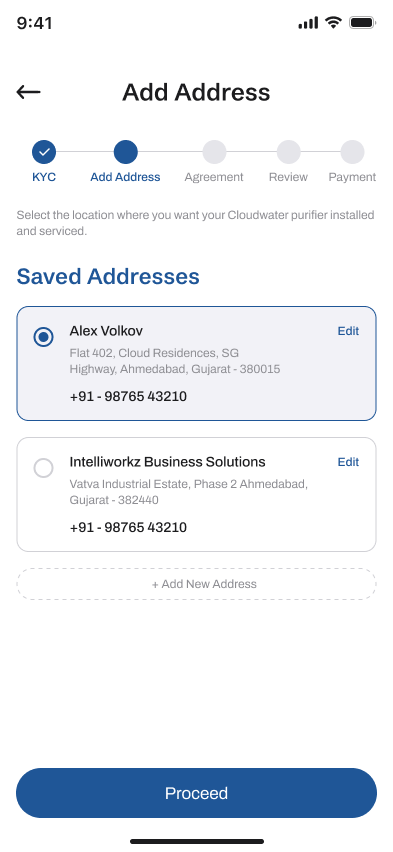 9:41
Add Address
KYC
Add Address
Agreement
Review
Payment
Select the location where you want your Cloudwater purifier installed
and serviced.
Saved Addresses
Alex Volkov
Edit
Flat 402, Cloud Residences, SG
Highway, Ahmedabad, Gujarat - 380015
+91 - 98765 43210
Intelliworkz Business Solutions
Edit
Vatva Industrial Estate, Phase 2 Ahmedabad,
Gujarat - 382440
+91 - 98765 43210
+ Add New Address
Proceed